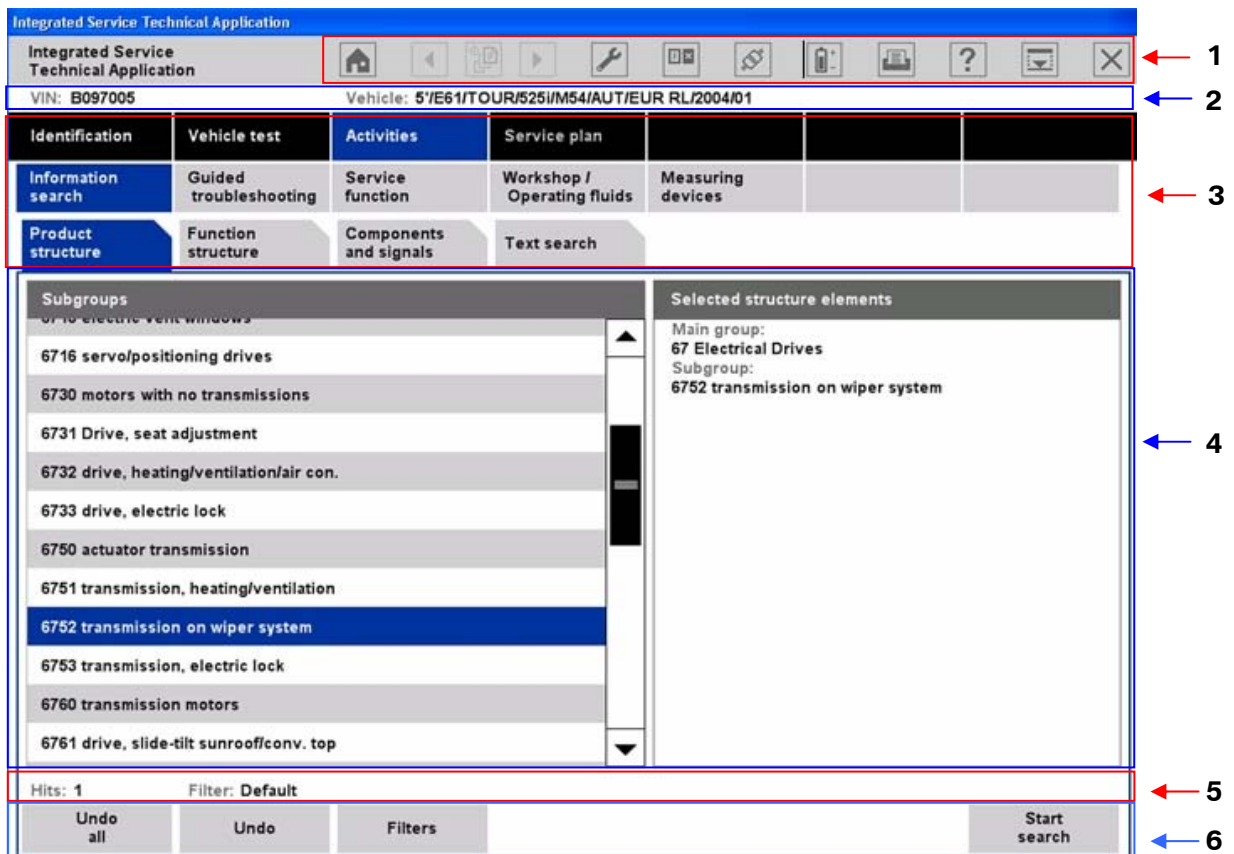 Integrated Service Technical Application
Integrated Service
Technical Application
?
1
VIN: B097005 Vehicle: 5'/E61/TOUR/525i/M54/AUT/EUR RL/2004/01
2
Identification Vehicle test Activities Service plan
Information search Guided troubleshooting Service function Workshop / Operating fluids Measuring devices
3
Product structure Function structure Components and signals Text search
Subgroups
electric vent windows
6716 servo/positioning drives
6730 motors with no transmissions
6731 Drive, seat adjustment
6732 drive, heating/ventilation/air con.
6733 drive, electric lock
6750 actuator transmission
6751 transmission, heating/ventilation
6752 transmission on wiper system
6753 transmission, electric lock
6760 transmission motors
6761 drive, slide-tilt sunroof/conv. top
Selected structure elements
Main group:
67 Electrical Drives
Subgroup:
6752 transmission on wiper system
4
Hits: 1 Filter: Default
5
Undo all Undo Filters Start search
6